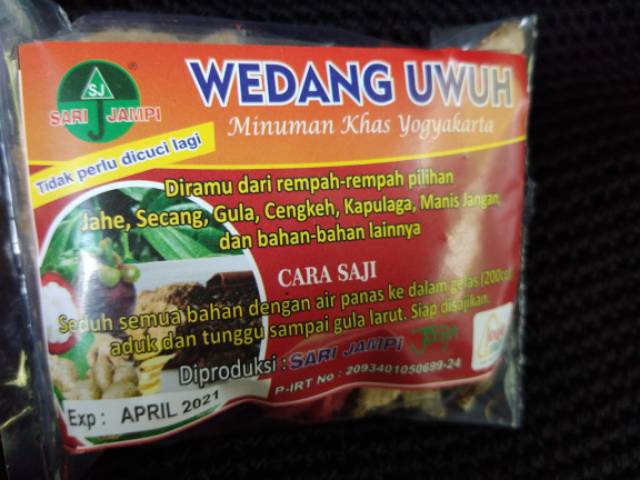 SJ
SARI JAMPI
WEDANG UWUH
Minuman Khas Yogyakarta
Tidak perlu dicuci lagi
Diramu dari rempah-rempah pilihan
Jahe, Secang, Gula, Cengkeh, Kapulaga, Manis Jangan,
dan bahan-bahan lainnya
CARA SAJI
Seduh semua bahan dengan air panas ke dalam gelas (200cc)
aduk dan tunggu sampai gula larut. Siap disajikan.
Diproduksi : SARI JAMPI
P-IRT No : 2093401050699-24
Exp : APRIL 2021